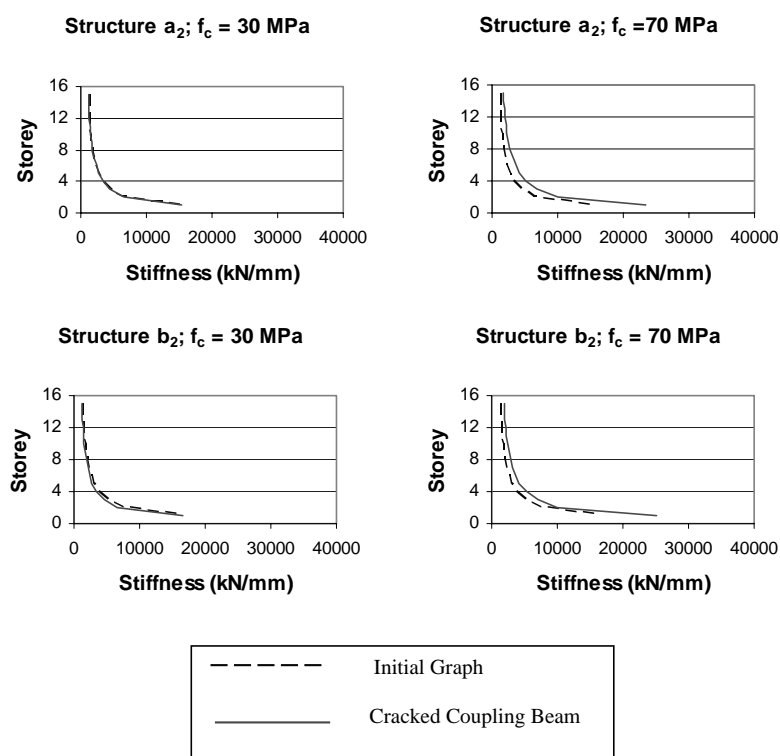 Structure a₂; f_c = 30 MPa
Structure a₂; f_c =70 MPa
16
12
8
4
0
Storey
0 10000 20000 30000 40000
Stiffness (kN/mm)
16
12
8
4
0
Storey
0 10000 20000 30000 40000
Stiffness (kN/mm)
Structure b₂; f_c = 30 MPa
Structure b₂; f_c = 70 MPa
16
12
8
4
0
Storey
0 10000 20000 30000 40000
Stiffness (kN/mm)
16
12
8
4
0
Storey
0 10000 20000 30000 40000
Stiffness (kN/mm)
Initial Graph
Cracked Coupling Beam